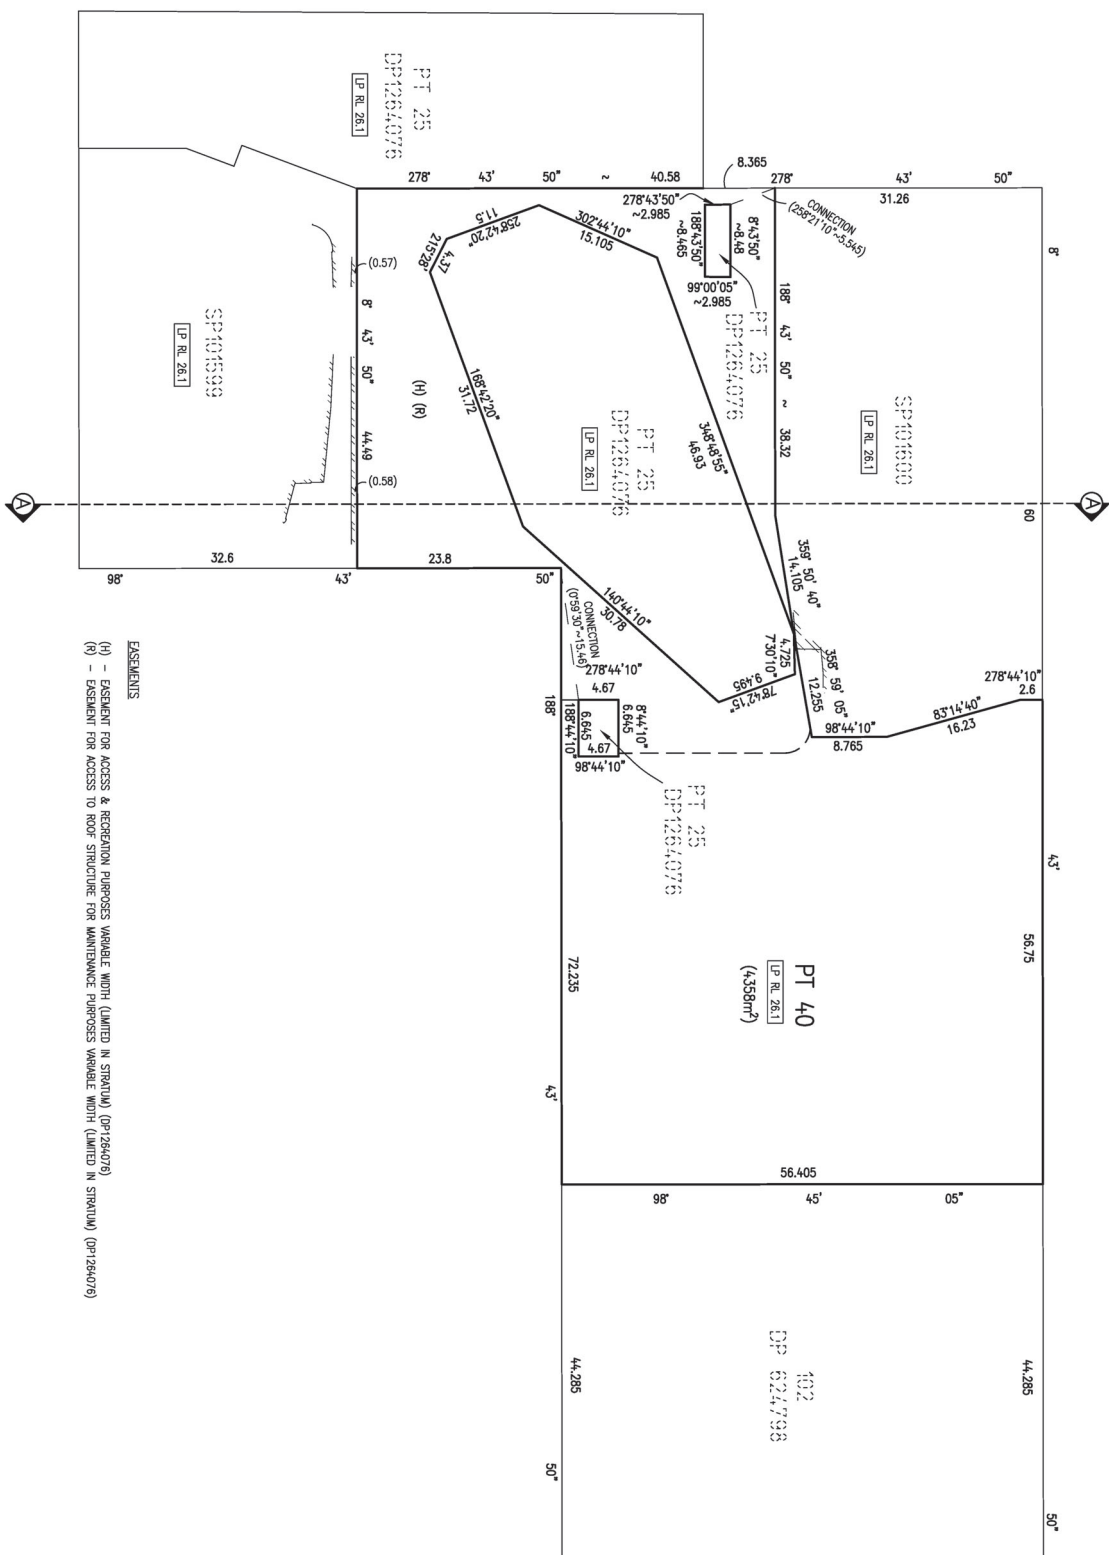 PT 25
DP1264076
LP RL 26.1
278° 43' 50" ~ 40.58
8.365
278° 43' 50"
31.26
8°
CONNECTION
(258°21'10"~5.545)
278°43'50"
~2.985
188°43'50"
~8.465
8°43'50"
~8.48
99°00'05"
~2.985
302°44'10"
15.105
258°42'20"
11.5
215°28'
4.37
(0.57)
8° 43' 50" 44.49
SP101599
LP RL 26.1
(H) (R)
168°42'20"
31.72
PT 25
DP1264076
188° 43' 50" ~ 38.32
348°48'55"
46.93
PT 25
DP1264076
LP RL 26.1
SP101600
LP RL 26.1
(0.58)
A
A
60
32.6
23.8
98° 43' 50"
359° 50' 40"
14.105
140°44'10"
30.78
CONNECTION
(0°59'30"~15.46)
4.725
7°30'10"
78°42'15"
9.495
358° 59' 05"
12.255
278°44'10"
2.6
83°14'40"
16.23
98°44'10"
8.765
278°44'10"
4.67
8°44'10"
6.645
6.645
188°44'10"
4.67
98°44'10"
188°
PT 25
DP1264076
43'
56.75
PT 40
LP RL 26.1
(4358m²)
72.235
43'
56.405
98° 45' 05"
102
DP 624798
44.285
44.285
50"
50"
EASEMENTS
(H) - EASEMENT FOR ACCESS & RECREATION PURPOSES VARIABLE WIDTH (LIMITED IN STRATUM) (DP1264076)
(R) - EASEMENT FOR ACCESS TO ROOF STRUCTURE FOR MAINTENANCE PURPOSES VARIABLE WIDTH (LIMITED IN STRATUM) (DP1264076)